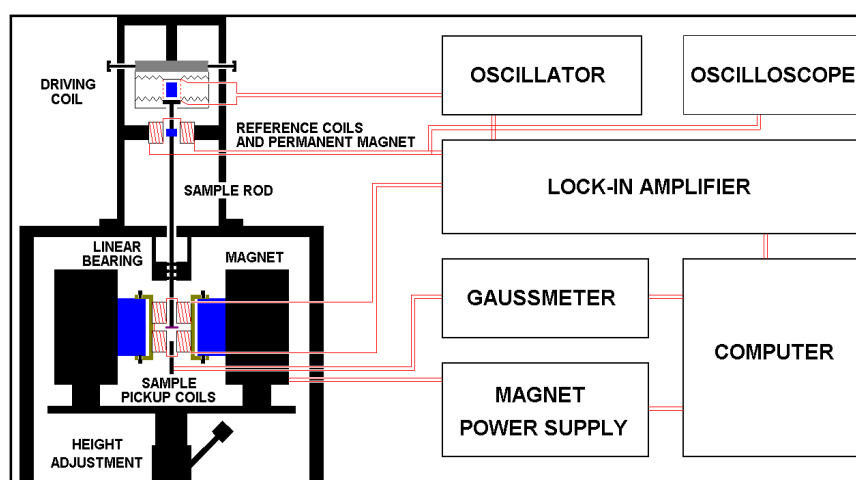 DRIVING
COIL
OSCILLATOR
OSCILLOSCOPE
REFERENCE COILS
AND PERMANENT MAGNET
SAMPLE ROD
LOCK-IN AMPLIFIER
LINEAR
BEARING
MAGNET
GAUSSMETER
COMPUTER
SAMPLE
PICKUP COILS
MAGNET
POWER SUPPLY
HEIGHT
ADJUSTMENT